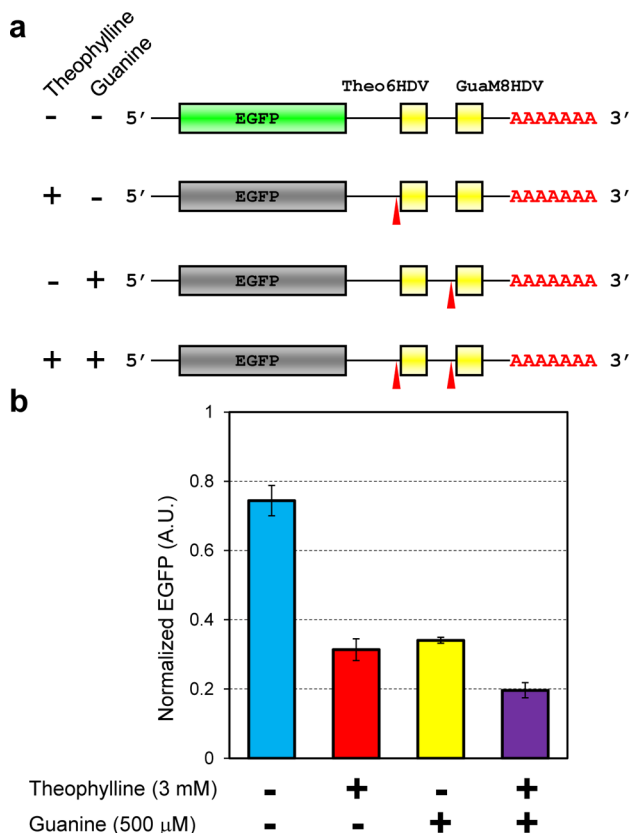 a
Theophylline
Guanine
Theo6HDV GuaM8HDV
- - 5′ EGFP AAAAAAA 3′
+ - 5′ EGFP AAAAAAA 3′
- + 5′ EGFP AAAAAAA 3′
+ + 5′ EGFP AAAAAAA 3′
b
Normalized EGFP (A.U.)
1
0.8
0.6
0.4
0.2
0
Theophylline (3 mM) - + - +
Guanine (500 μM) - - + +